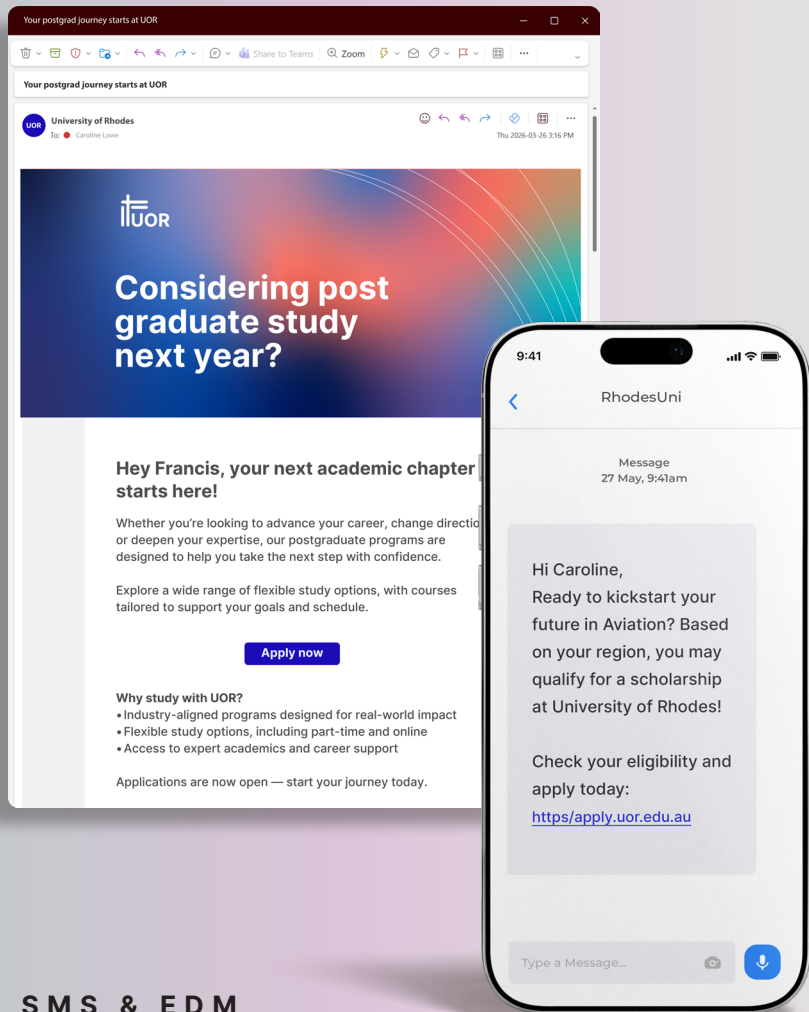 Your postgrad journey starts at UOR
Share to Teams
Zoom
Your postgrad journey starts at UOR
UOR
University of Rhodes
To: Caroline Lowe
Thu 2026-03-26 3:16 PM
UOR
Considering post
graduate study
next year?
Hey Francis, your next academic chapter
starts here!
Whether you're looking to advance your career, change directio
or deepen your expertise, our postgraduate programs are
designed to help you take the next step with confidence.
Explore a wide range of flexible study options, with courses
tailored to support your goals and schedule.
Apply now
Why study with UOR?
• Industry-aligned programs designed for real-world impact
• Flexible study options, including part-time and online
• Access to expert academics and career support
Applications are now open — start your journey today.
9:41
RhodesUni
Message
27 May, 9:41am
Hi Caroline,
Ready to kickstart your
future in Aviation? Based
on your region, you may
qualify for a scholarship
at University of Rhodes!
Check your eligibility and
apply today:
https/apply.uor.edu.au
Type a Message...
SMS & EDM